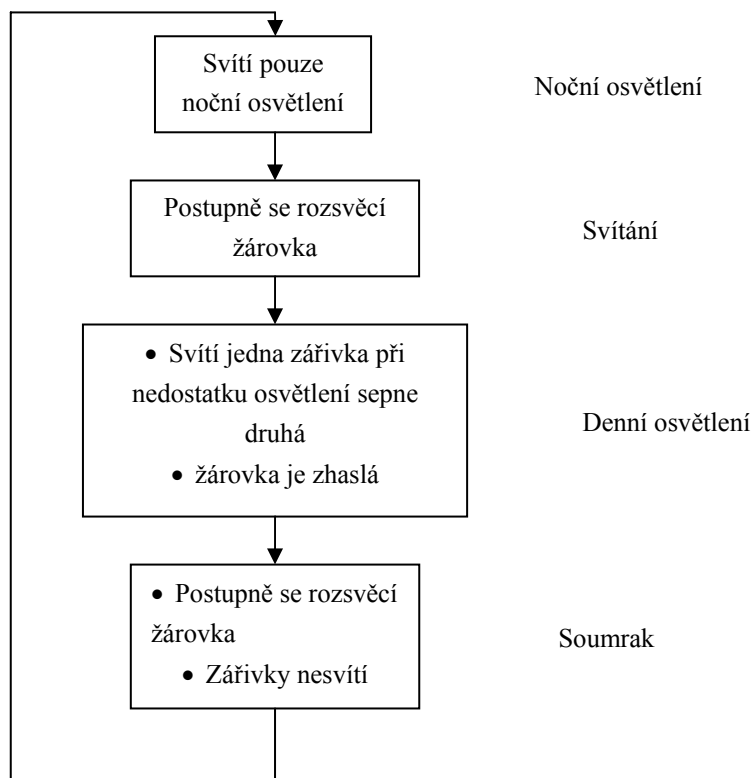 Svítí pouze
noční osvětlení
Noční osvětlení
Postupně se rozsvěcí
žárovka
Svítání
• Svítí jedna zářivka při
nedostatku osvětlení sepne
druhá
• žárovka je zhaslá
Denní osvětlení
• Postupně se rozsvěcí
žárovka
• Zářivky nesvítí
Soumrak